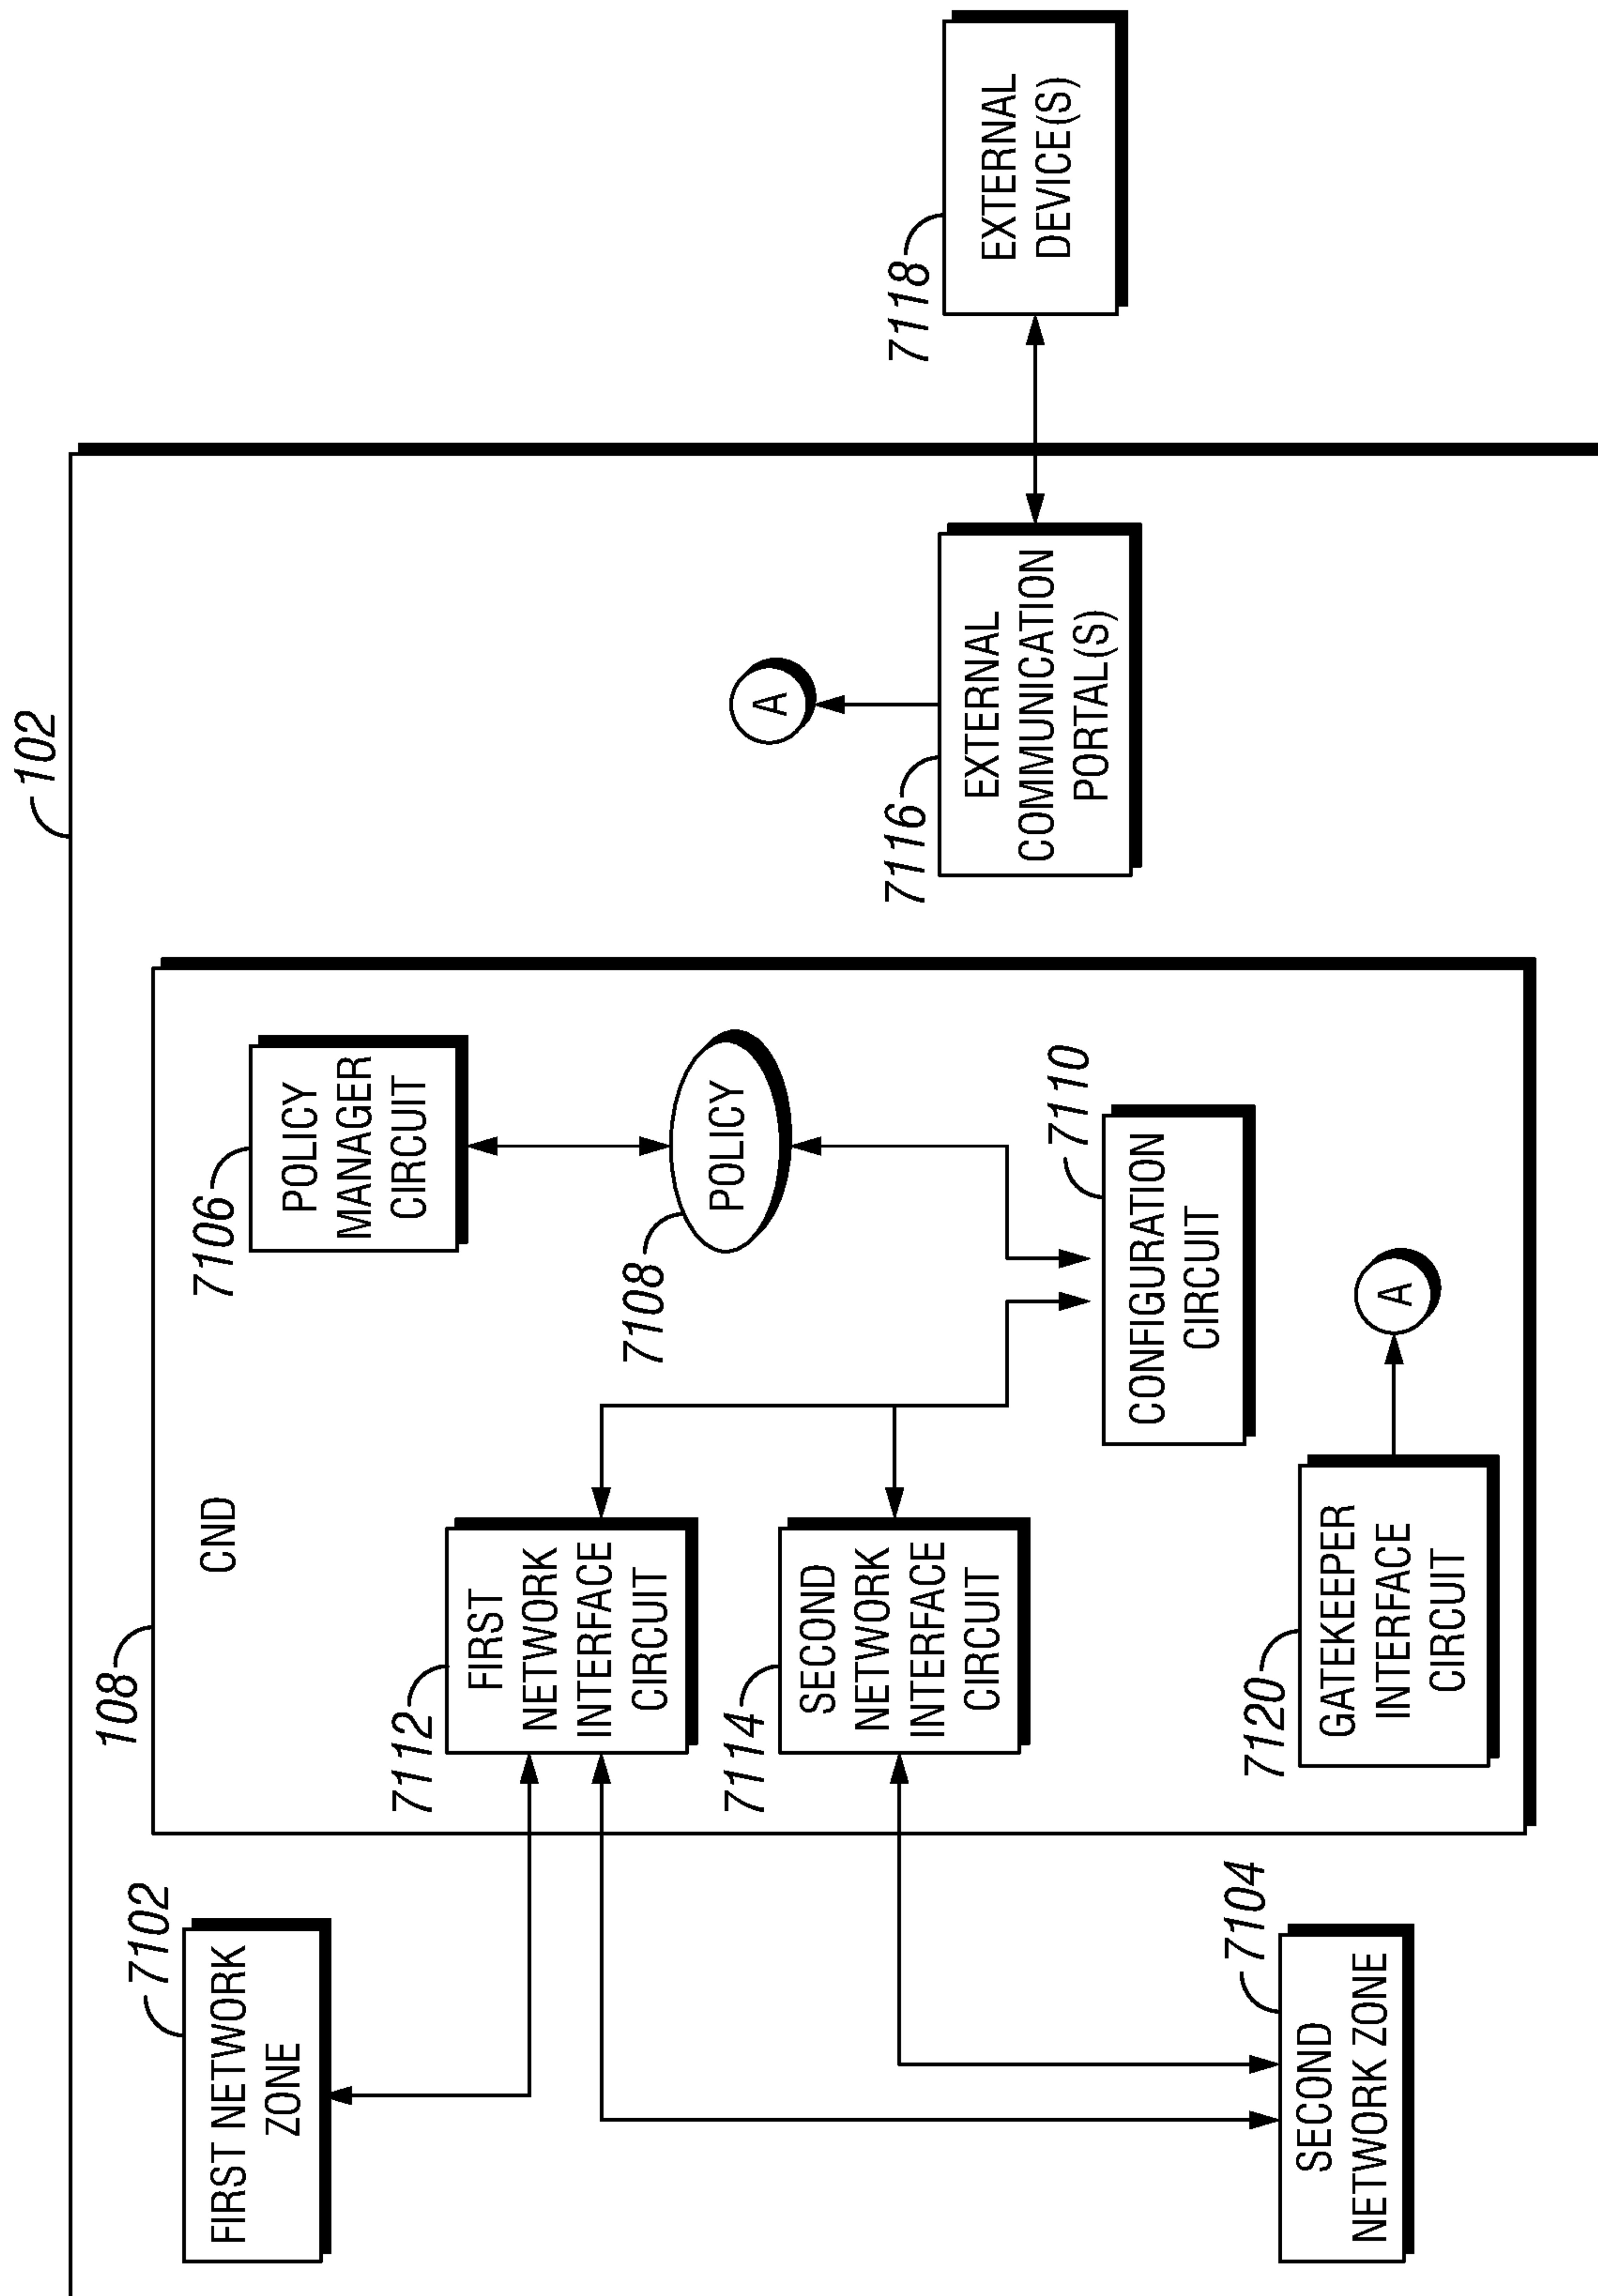 102
7102
FIRST NETWORK
ZONE
108
CND
7106
POLICY
MANAGER
CIRCUIT
7112
FIRST
NETWORK
INTERFACE
CIRCUIT
7108
POLICY
7114
SECOND
NETWORK
INTERFACE
CIRCUIT
7110
CONFIGURATION
CIRCUIT
7120
GATEKEEPER
INTERFACE
CIRCUIT
A
7104
SECOND
NETWORK ZONE
A
7116
EXTERNAL
COMMUNICATION
PORTAL(S)
7118
EXTERNAL
DEVICE(S)